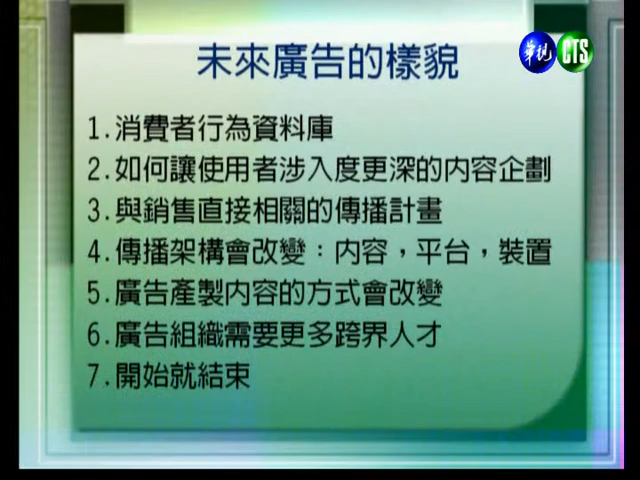 未來廣告的樣貌
華視 CTS
1.消費者行為資料庫
2.如何讓使用者涉入度更深的內容企劃
3.與銷售直接相關的傳播計畫
4.傳播架構會改變：內容，平台，裝置
5.廣告產製內容的方式會改變
6.廣告組織需要更多跨界人才
7.開始就結束